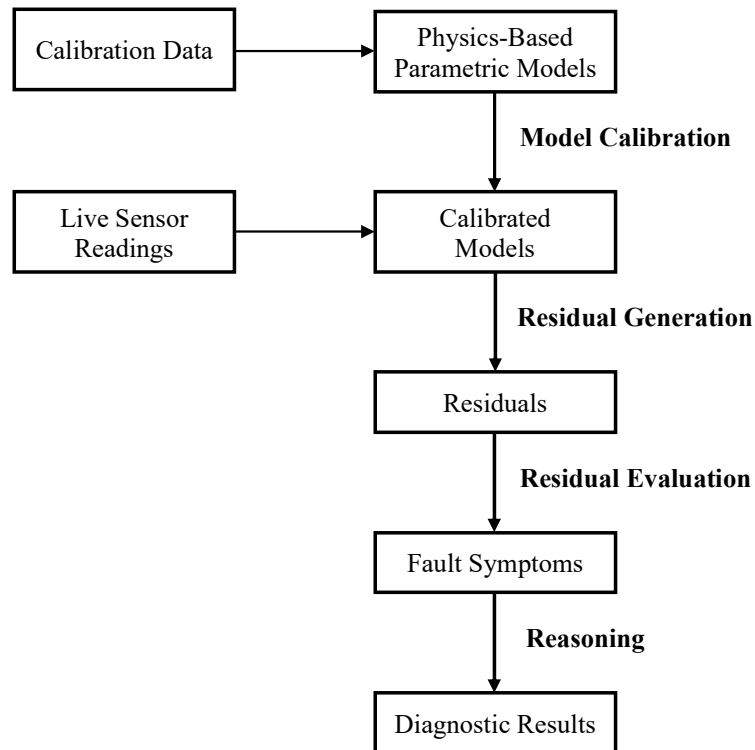 Calibration Data
Physics-Based
Parametric Models
Model Calibration
Live Sensor
Readings
Calibrated
Models
Residual Generation
Residuals
Residual Evaluation
Fault Symptoms
Reasoning
Diagnostic Results